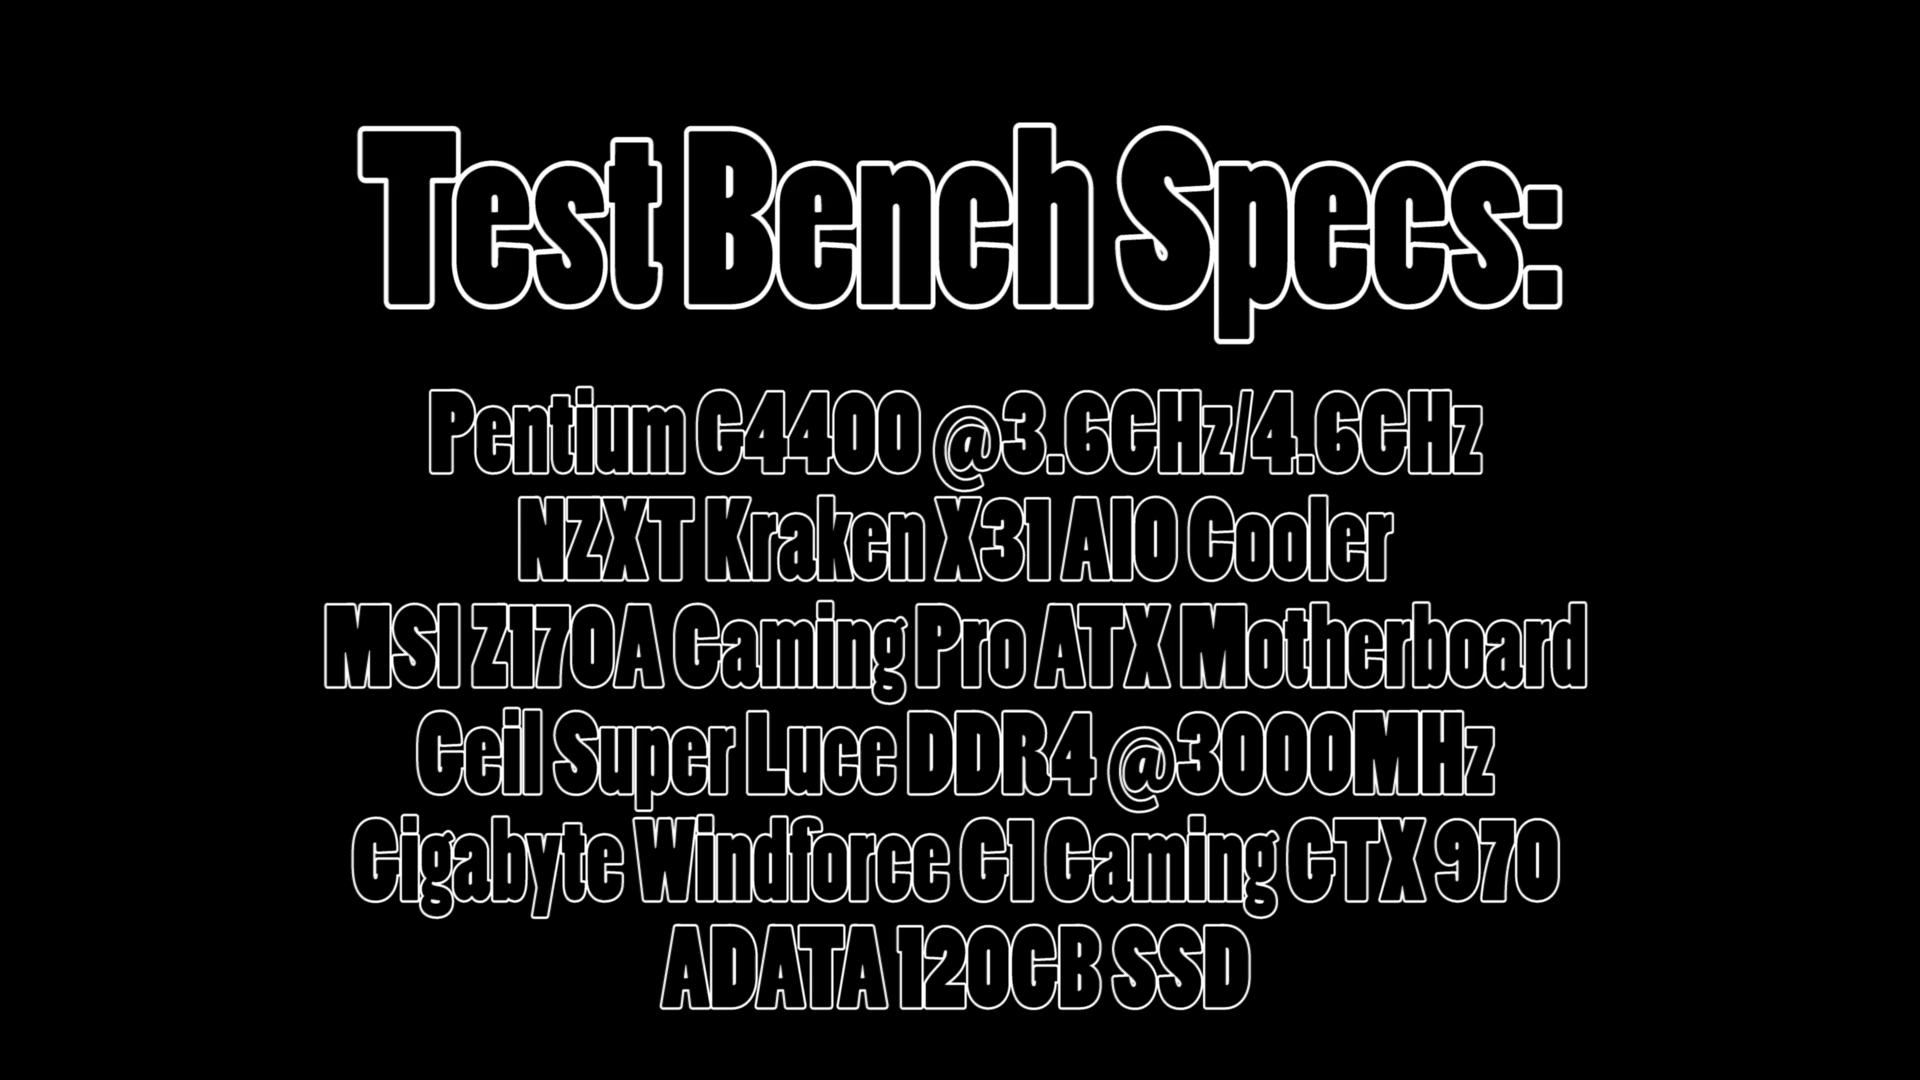 Test Bench Specs:
Pentium G4400 @3.6GHz/4.6GHz
NZXT Kraken X31 AIO Cooler
MSI Z170A Gaming Pro ATX Motherboard
Geil Super Luce DDR4 @3000MHz
Gigabyte Windforce G1 Gaming GTX 970
ADATA 120GB SSD